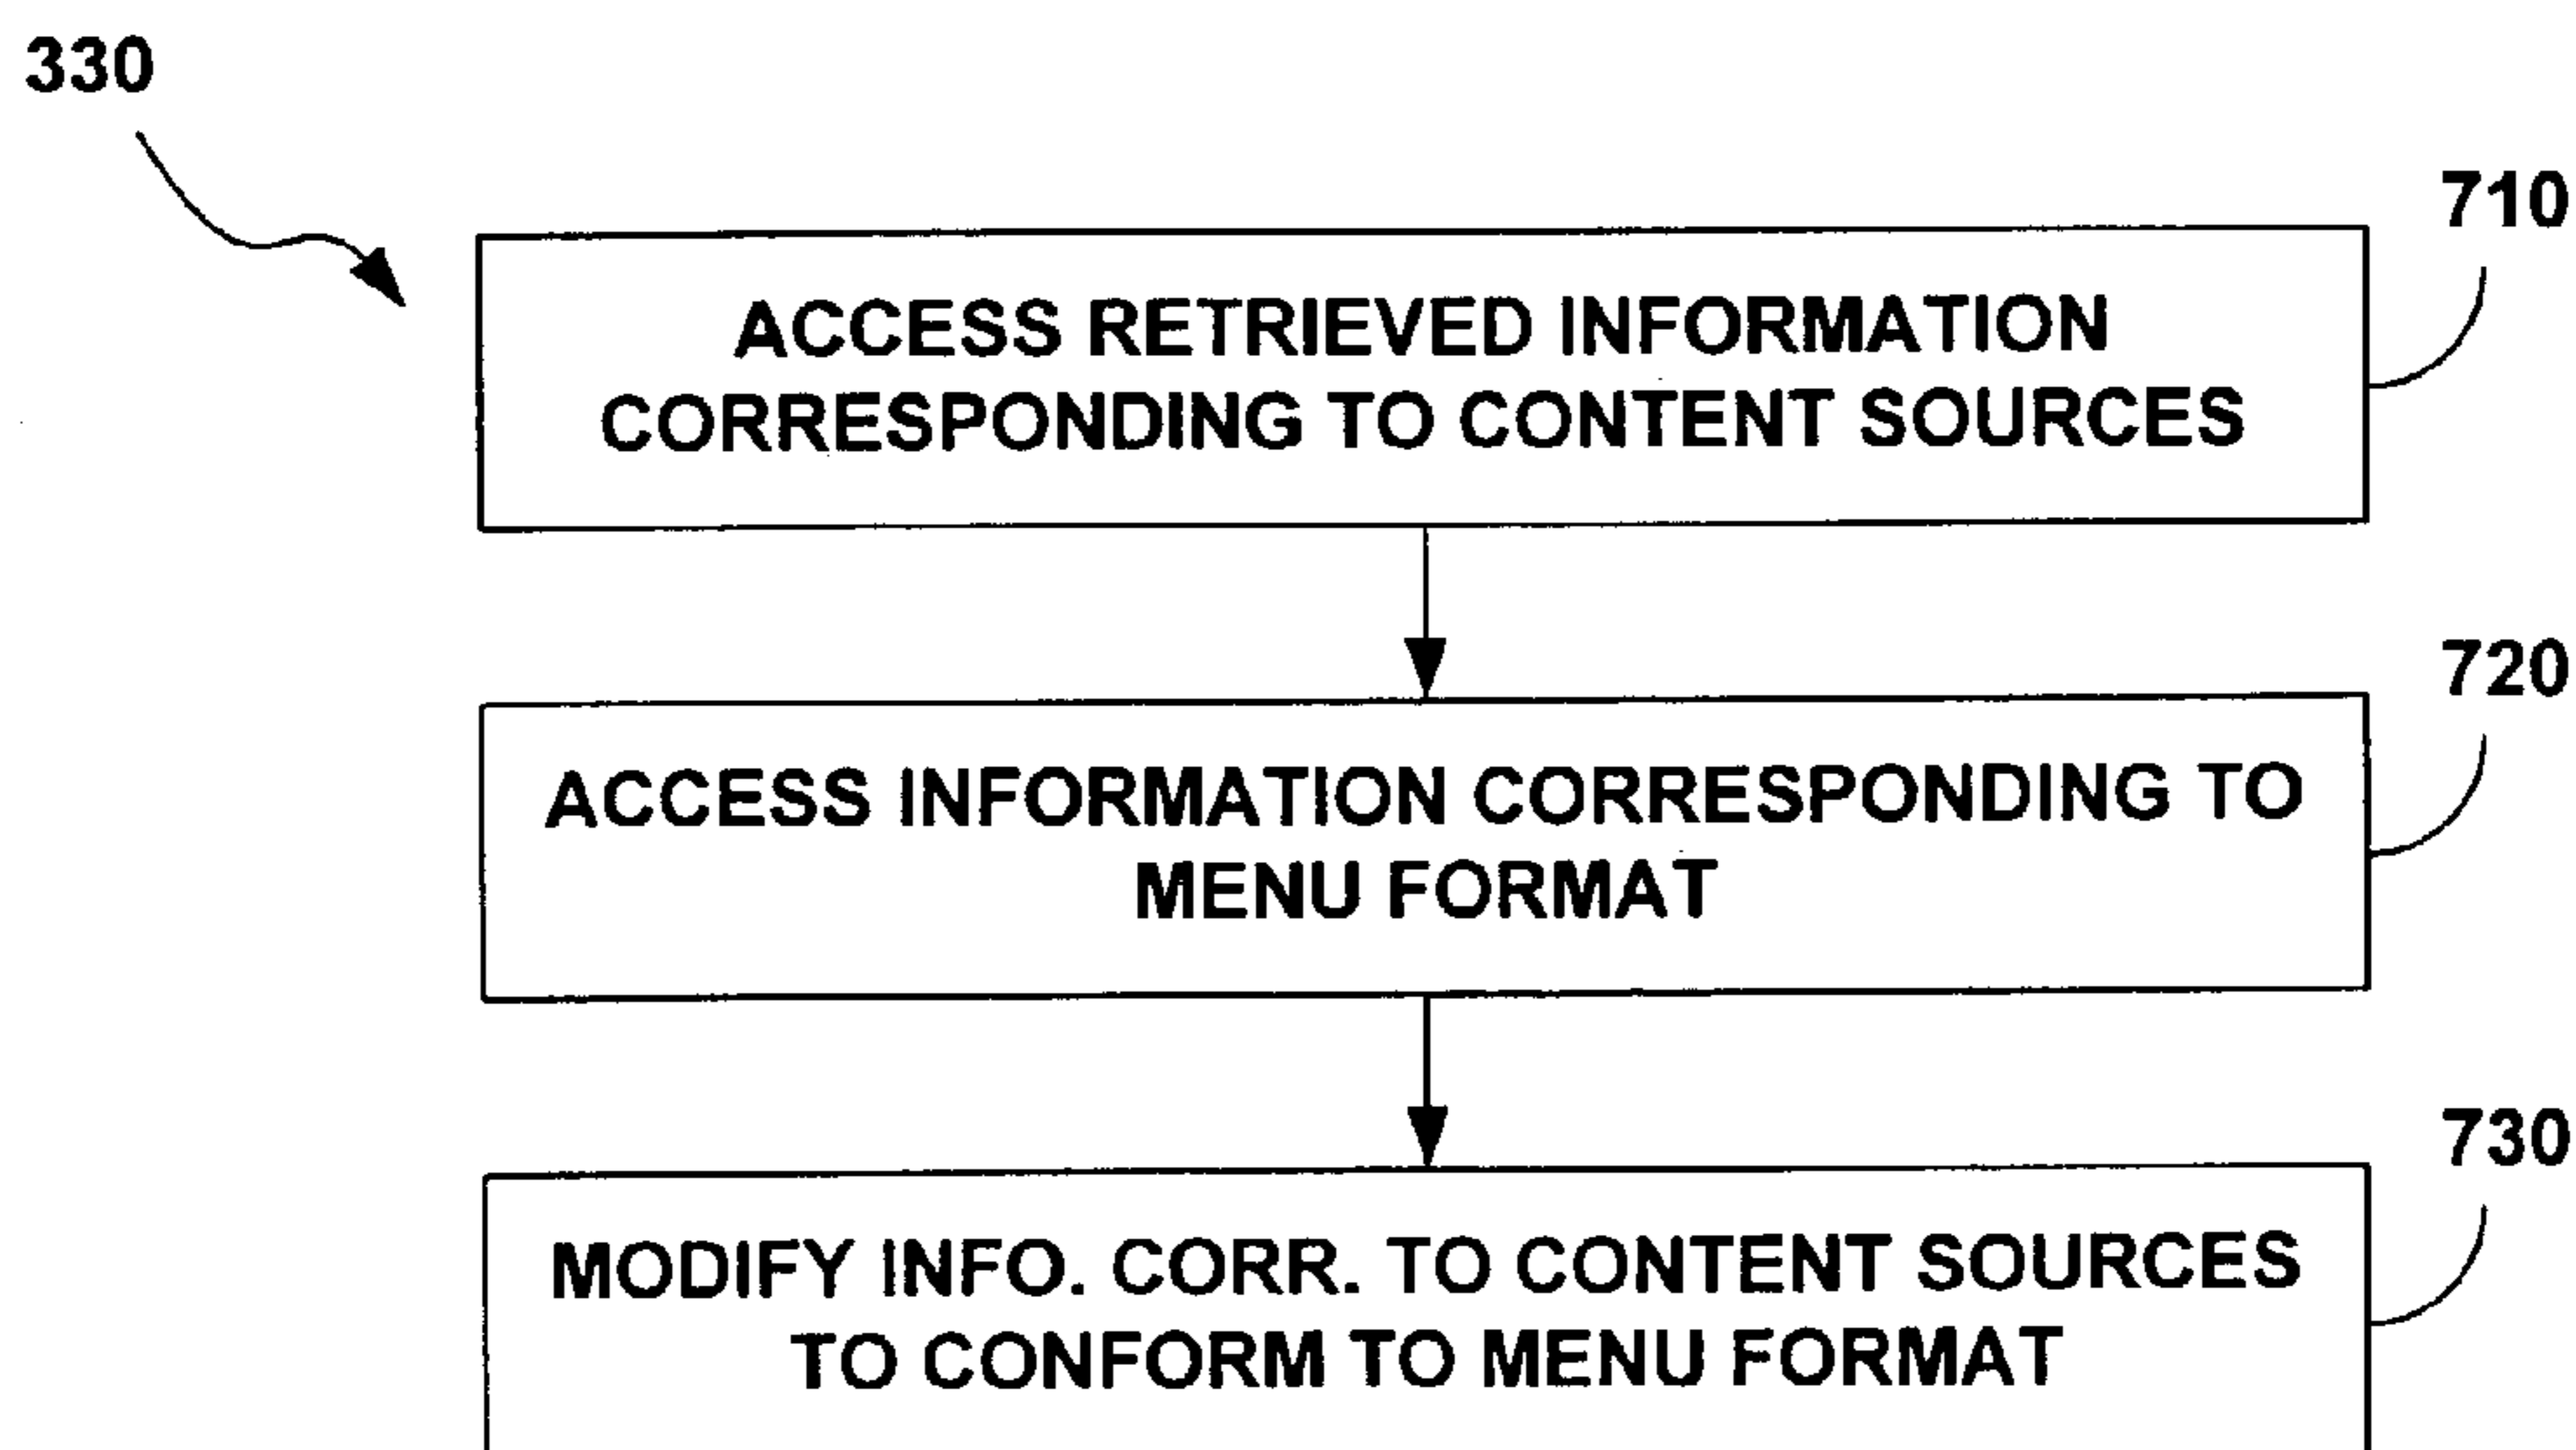 330
710
ACCESS RETRIEVED INFORMATION
CORRESPONDING TO CONTENT SOURCES
720
ACCESS INFORMATION CORRESPONDING TO
MENU FORMAT
730
MODIFY INFO. CORR. TO CONTENT SOURCES
TO CONFORM TO MENU FORMAT